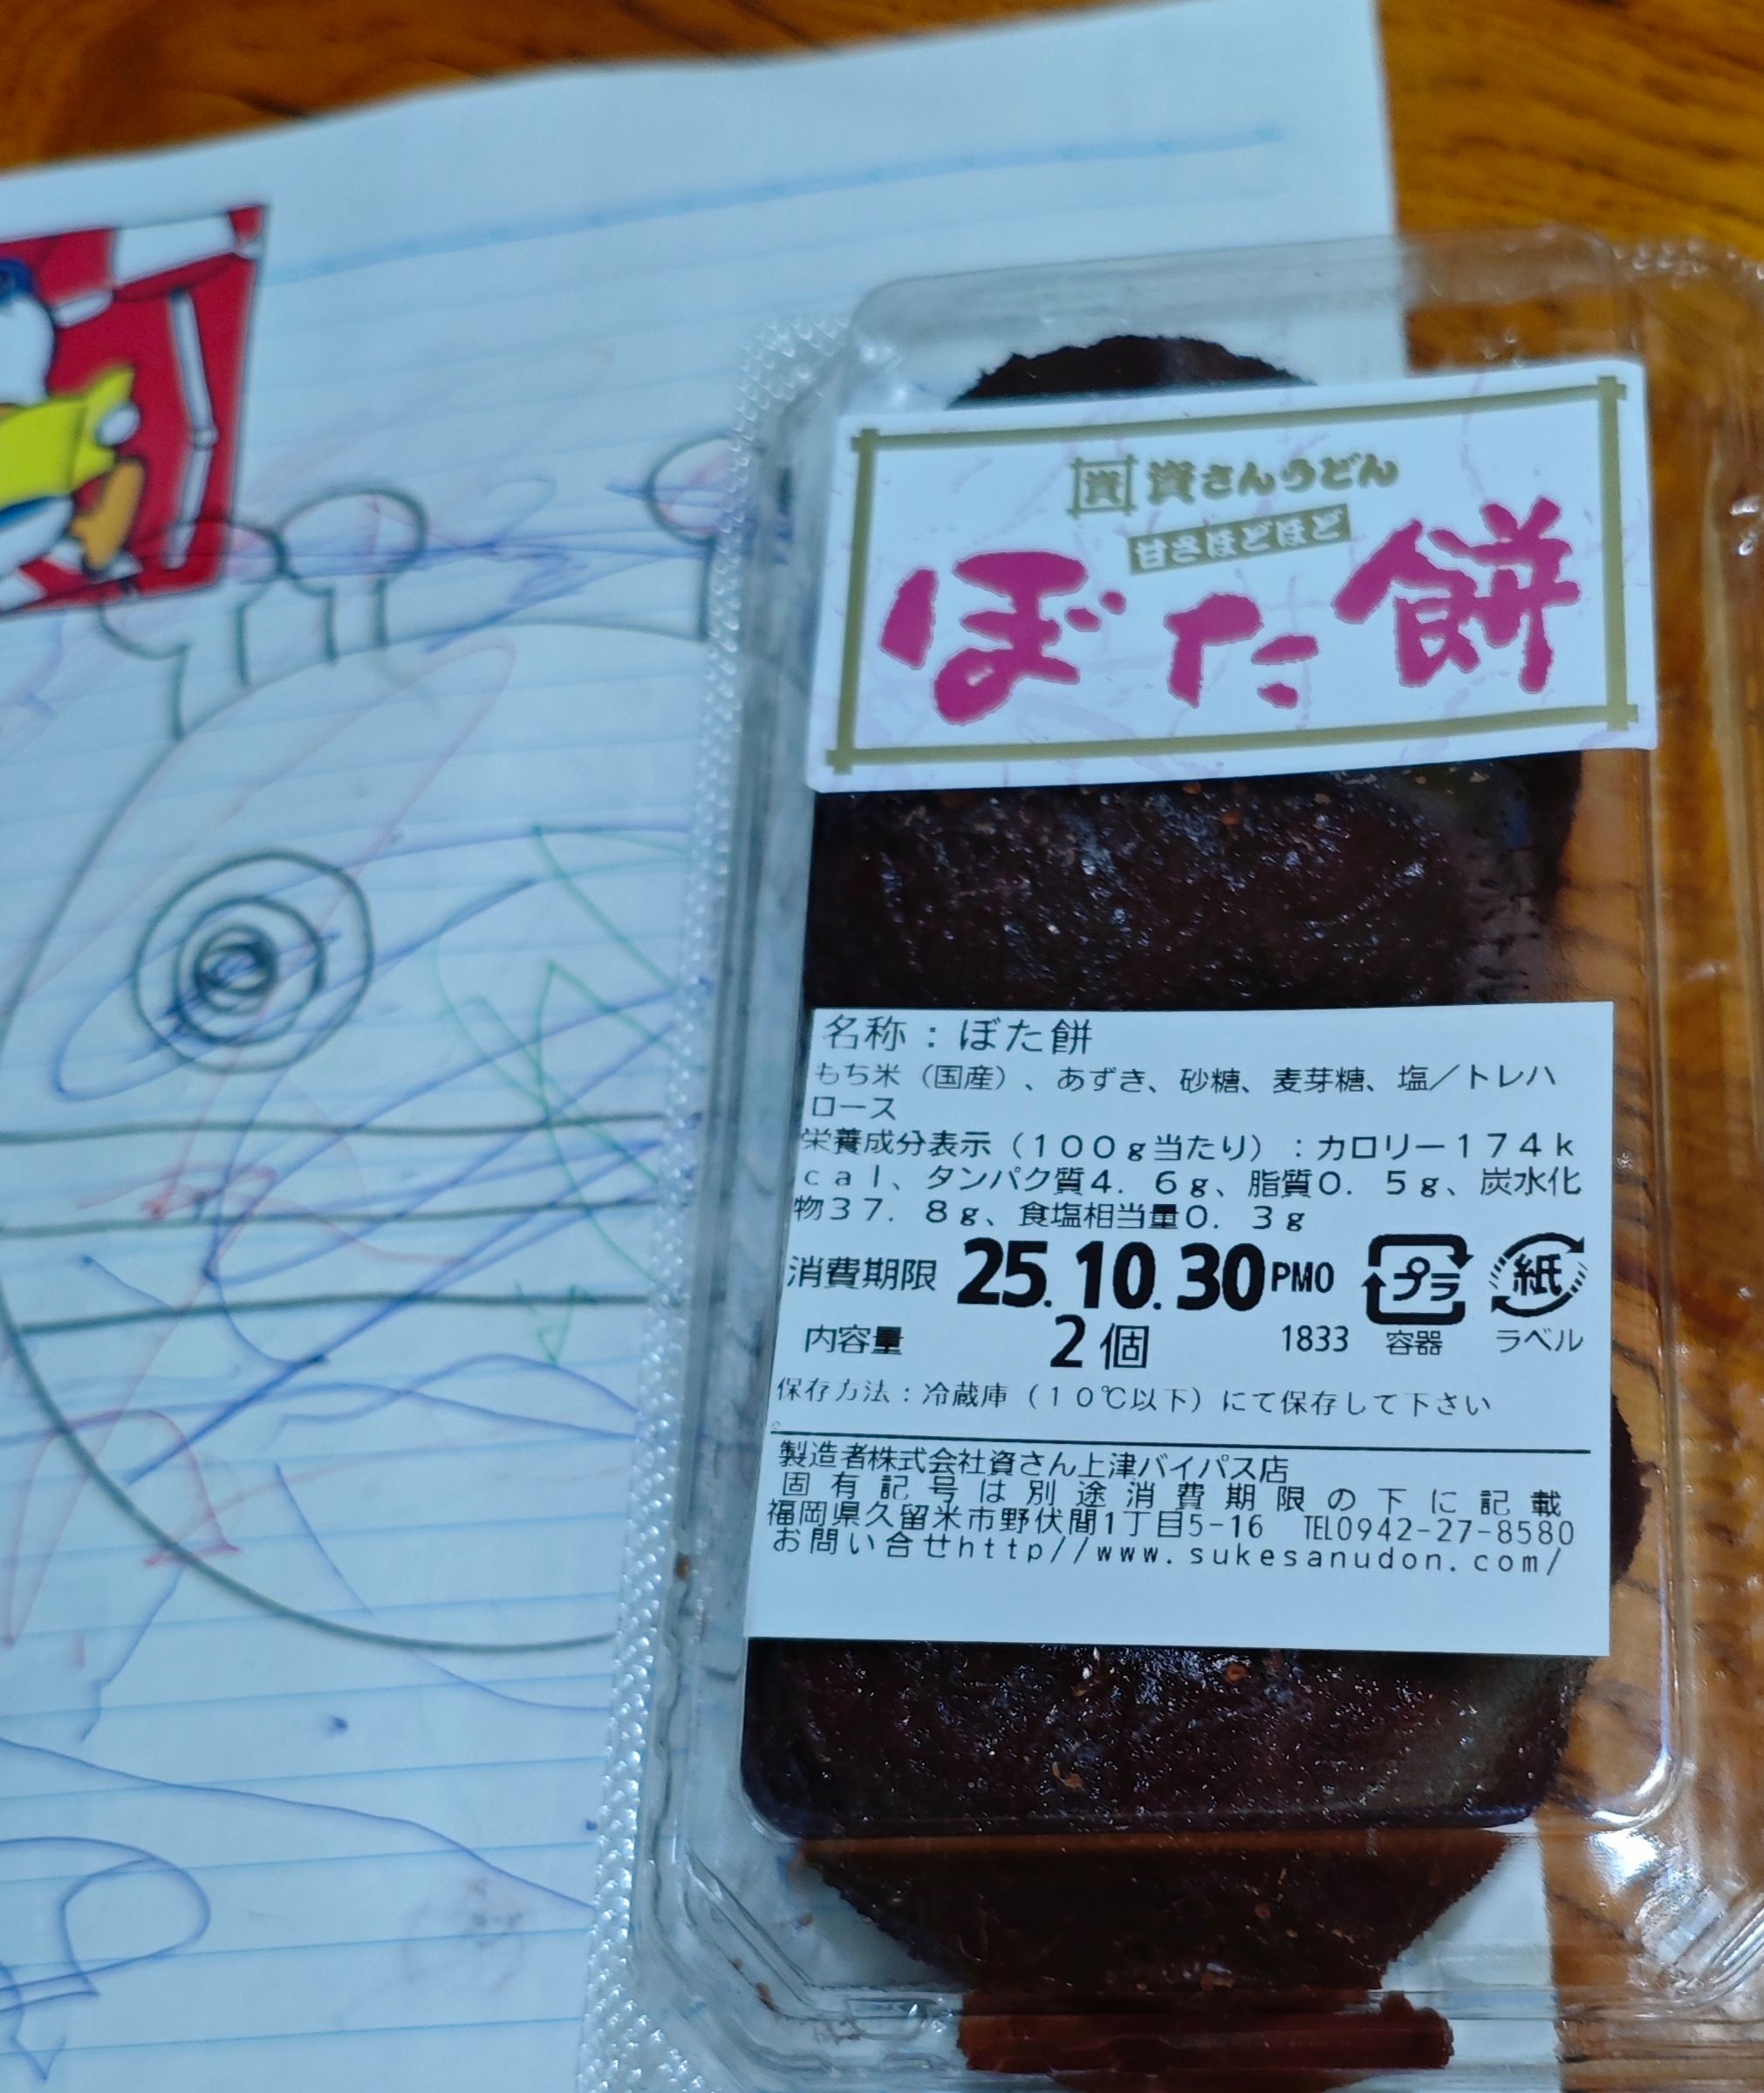 資 資さんうどん
甘さほどほど
ぼた餅
名称：ぼた餅
もち米（国産）、あずき、砂糖、麦芽糖、塩／トレハ
ロース
栄養成分表示（１００ｇ当たり）：カロリー１７４ｋ
ｃａｌ、タンパク質４．６ｇ、脂質０．５ｇ、炭水化
物３７．８ｇ、食塩相当量０．３ｇ
消費期限 25.10.30PM0 プラ 紙
内容量 2個 1833 容器 ラベル
保存方法：冷蔵庫（１０℃以下）にて保存して下さい
。
製造者株式会社資さん上津バイパス店
固有記号は別途消費期限の下に記載
福岡県久留米市野伏間1丁目5-16 TEL0942-27-8580
お問い合せhttp//www.sukesanudon.com/